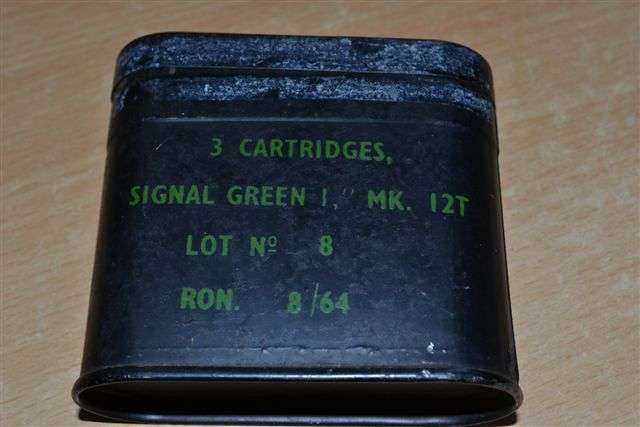 3 CARTRIDGES,
SIGNAL GREEN 1," MK. 12T
LOT Nº 8
RON. 8/64